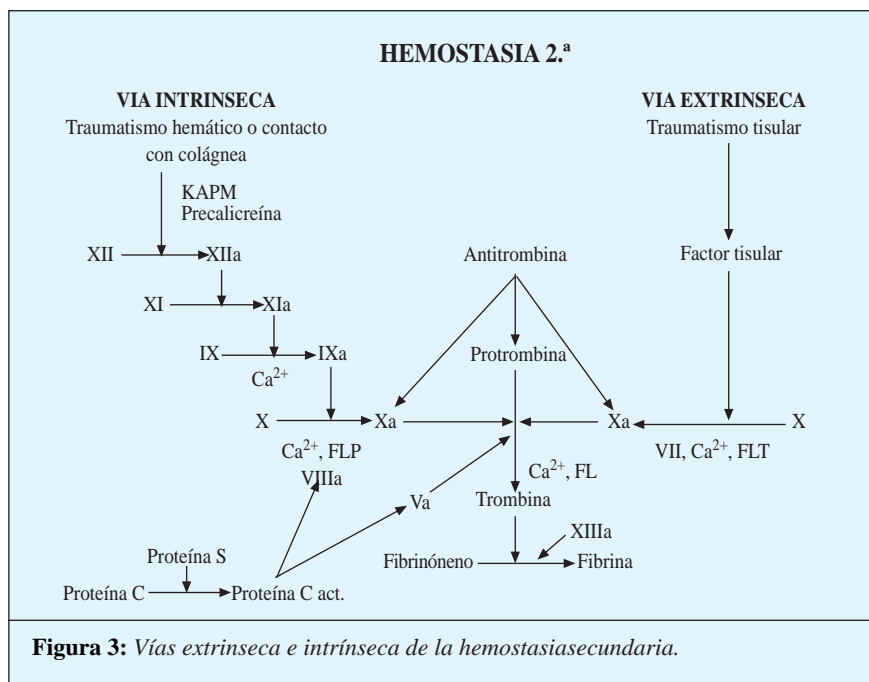 HEMOSTASIA 2.ª
VIA INTRINSECA
Traumatismo hemático o contacto
con colágnea
KAPM
Precalicreína
XII
XIIa
XI
XIa
IX
IXa
Ca²⁺
X
Xa
Ca²⁺, FLP
VIIIa
Va
Proteína S
Proteína C
Proteína C act.
Antitrombina
Protrombina
Ca²⁺, FL
Trombina
XIIIa
Fibrinóneno
Fibrina
VIA EXTRINSECA
Traumatismo tisular
Factor tisular
Xa
X
VII, Ca²⁺, FLT
Figura 3: Vías extrinseca e intrínseca de la hemostasiasecundaria.